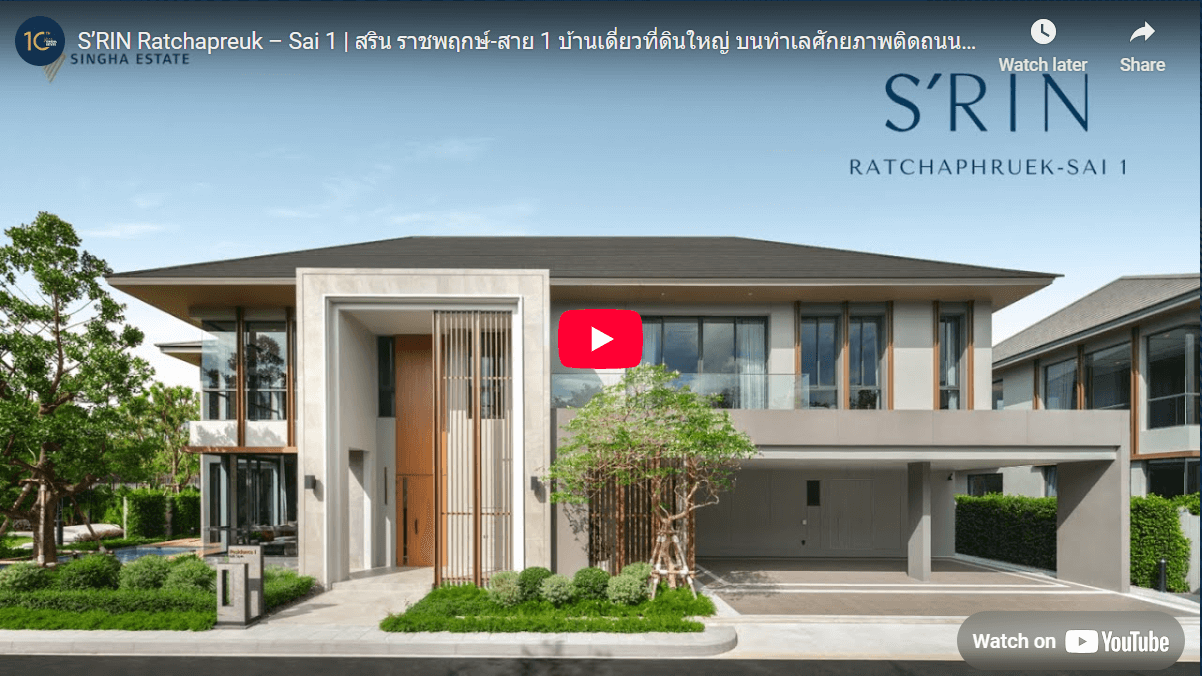 10TH
S’RIN Ratchapreuk – Sai 1 | สริน ราชพฤกษ์-สาย 1 บ้านเดี่ยวที่ดินใหญ่ บนทำเลศักยภาพติดถนน...
SINGHA ESTATE
Watch later
Share
S’RIN
RATCHAPHRUEK-SAI 1
Watch on YouTube